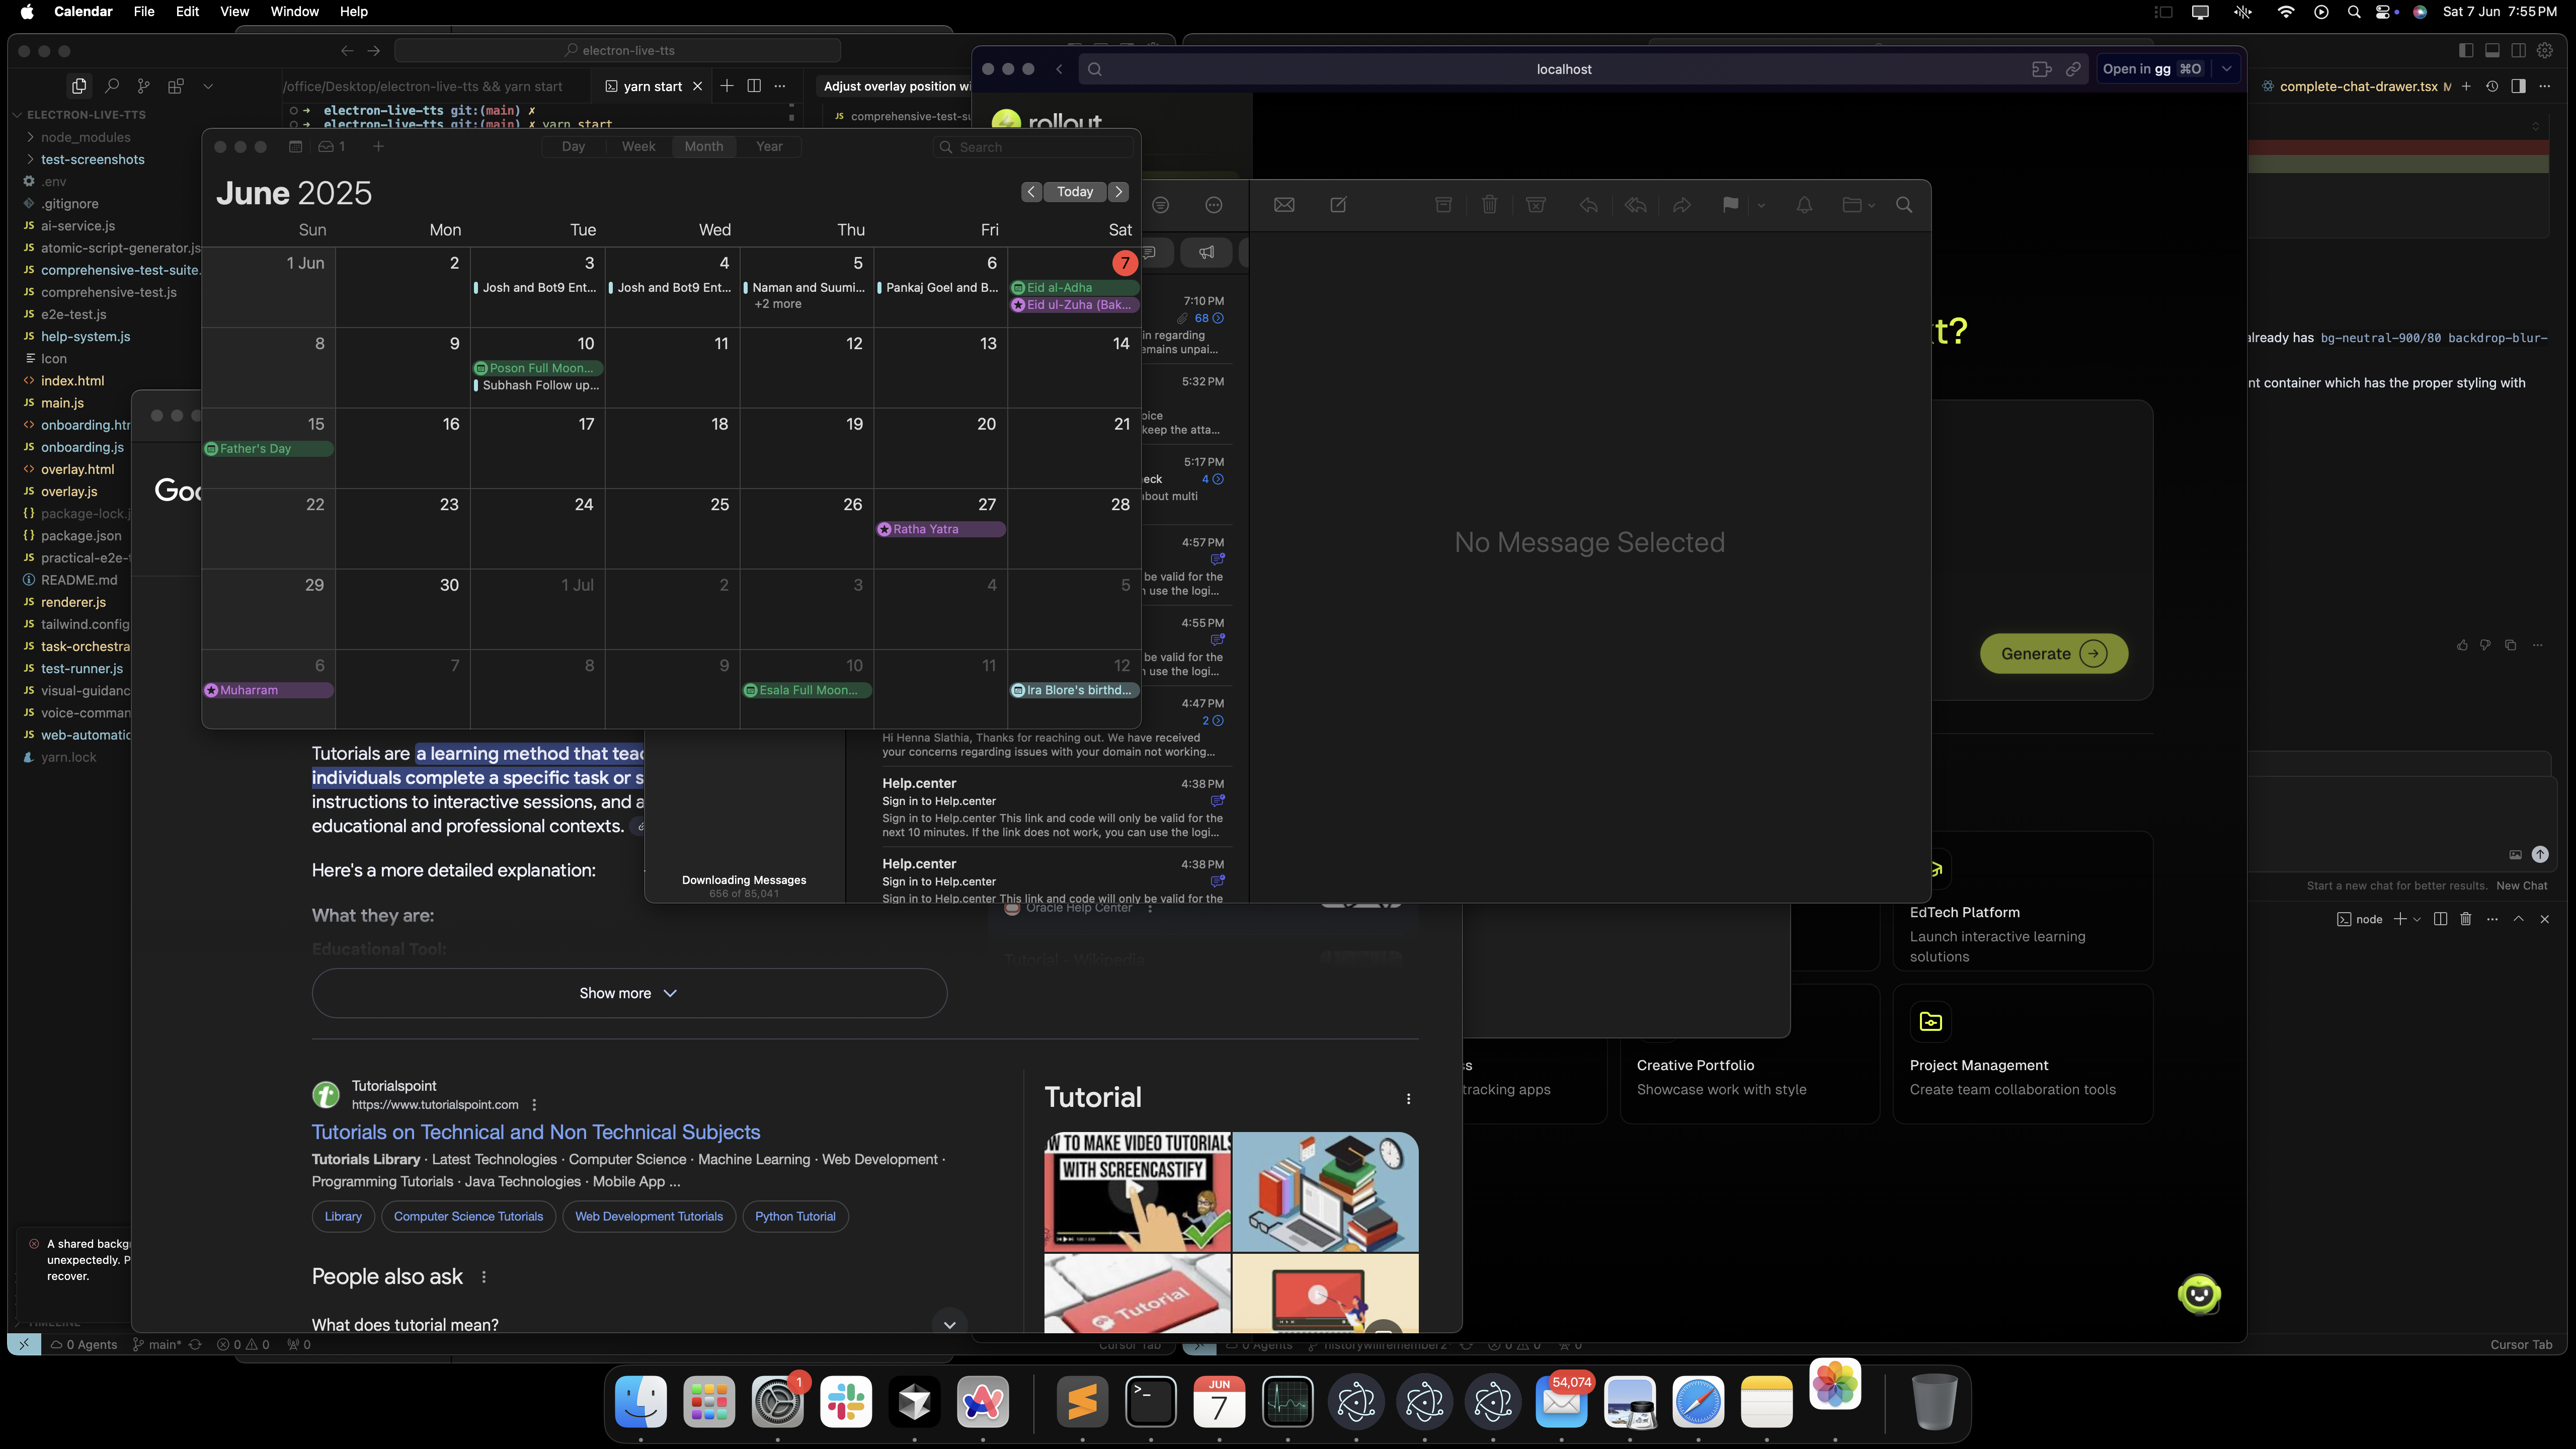 Calendar File Edit View Window Help
Sat 7 Jun 7:55 PM
electron-live-tts
/office/Desktop/electron-live-tts && yarn start
yarn start
Adjust overlay position wi
electron-live-tts git:(main) ✗
electron-live-tts git:(main) ✗ yarn start
comprehensive-test-su
ELECTRON-LIVE-TTS
node_modules
test-screenshots
.env
.gitignore
ai-service.js
atomic-script-generator.js
comprehensive-test-suite.
comprehensive-test.js
e2e-test.js
help-system.js
Icon
index.html
main.js
onboarding.htm
onboarding.js
overlay.html
overlay.js
package-lock.j
package.json
practical-e2e-t
README.md
renderer.js
tailwind.config
task-orchestra
test-runner.js
visual-guidanc
voice-comman
web-automatic
yarn.lock
A shared backg
unexpectedly. P
recover.
TIMELINE
0 Agents main* 0 0 0
1
Day Week Month Year
Search
June 2025
Today
Sun Mon Tue Wed Thu Fri Sat
1 Jun 2 3 4 5 6 7
Josh and Bot9 Ent...
Josh and Bot9 Ent...
Naman and Suumi...
+2 more
Pankaj Goel and B...
Eid al-Adha
Eid ul-Zuha (Bak...
8 9 10 11 12 13 14
Poson Full Moon...
Subhash Follow up...
15 16 17 18 19 20 21
Father's Day
22 23 24 25 26 27 28
Ratha Yatra
29 30 1 Jul 2 3 4 5
6 7 8 9 10 11 12
Muharram
Esala Full Moon...
Ira Blore's birthd...
Goo
Tutorials are a learning method that teac
individuals complete a specific task or s
instructions to interactive sessions, and a
educational and professional contexts.
Here's a more detailed explanation:
What they are:
Educational Tool:
Show more
Tutorialspoint
https://www.tutorialspoint.com
Tutorials on Technical and Non Technical Subjects
Tutorials Library · Latest Technologies · Computer Science · Machine Learning · Web Development ·
Programming Tutorials · Java Technologies · Mobile App ...
Library
Computer Science Tutorials
Web Development Tutorials
Python Tutorial
People also ask
What does tutorial mean?
Oracle Help Center
Tutorial - Wikipedia
Tutorial
W TO MAKE VIDEO TUTORIALS
WITH SCREENCASTIFY
Tutorial
7:10 PM
68
in regarding
emains unpai...
5:32 PM
oice
keep the atta...
5:17 PM
eck
4
about multi
4:57 PM
be valid for the
n use the logi...
4:55 PM
be valid for the
n use the logi...
4:47 PM
2
Hi Henna Slathia, Thanks for reaching out. We have received
your concerns regarding issues with your domain not working...
Help.center
4:38 PM
Sign in to Help.center
Sign in to Help.center This link and code will only be valid for the
next 10 minutes. If the link does not work, you can use the logi...
Help.center
4:38 PM
Sign in to Help.center
Sign in to Help.center This link and code will only be valid for the
Downloading Messages
656 of 85,041
No Message Selected
localhost
Open in gg ⌘O
rollout
t?
Generate
EdTech Platform
Launch interactive learning
solutions
ss
tracking apps
Creative Portfolio
Showcase work with style
Project Management
Create team collaboration tools
complete-chat-drawer.tsx M
already has bg-neutral-900/80 backdrop-blur-
nt container which has the proper styling with
Start a new chat for better results. New Chat
node
Cursor Tab
0 Agents historywillremember2* 0 0 0
Cursor Tab
1
JUN
7
54,074